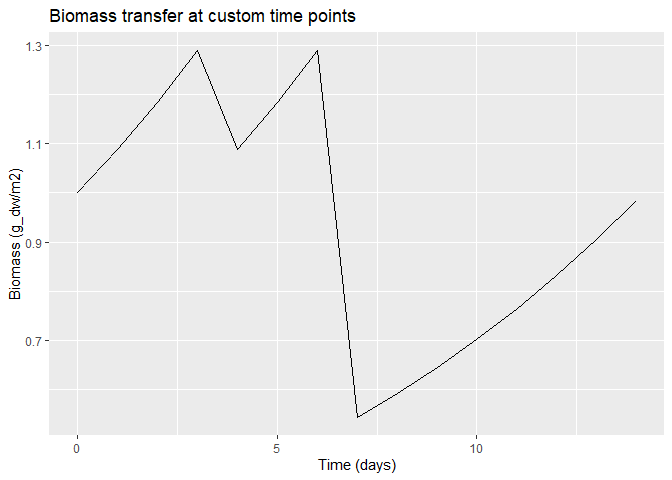 Biomass transfer at custom time points
1.3
1.1
0.9
0.7
Biomass (g_dw/m2)
0
5
10
Time (days)